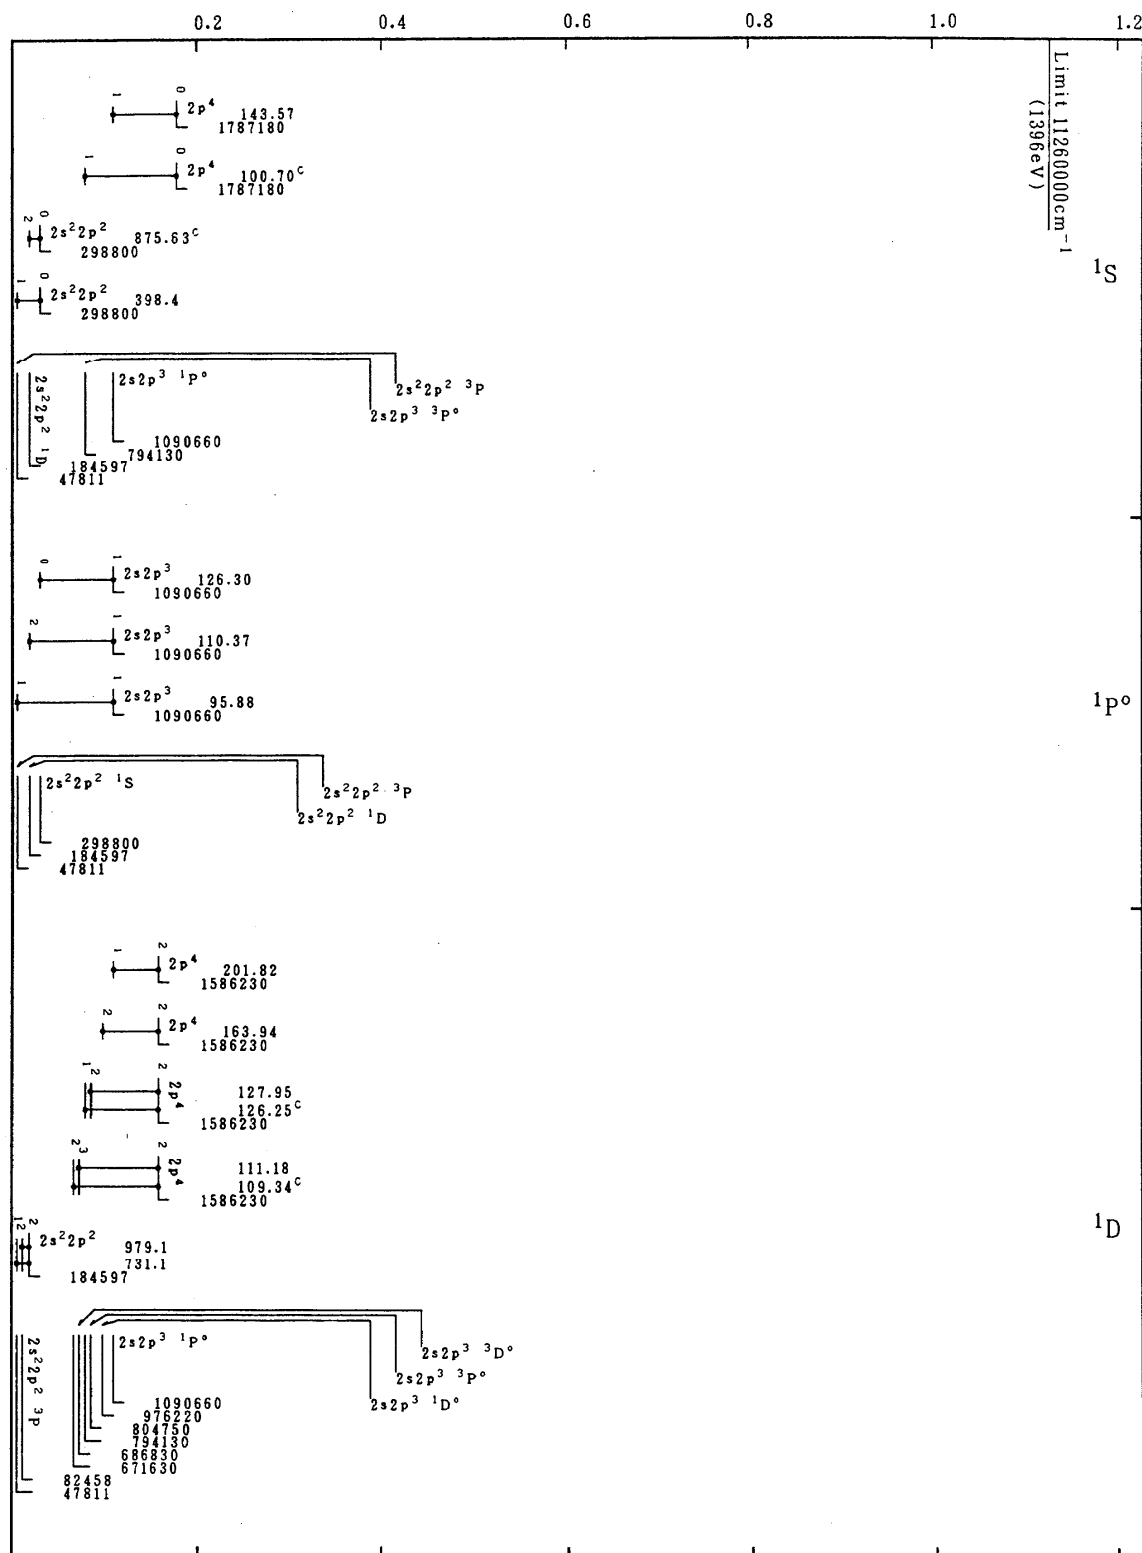 0.2 0.4 0.6 0.8 1.0 1.2
Limit 11260000cm⁻¹
(1396eV)
¹S
1 0 2p⁴ 143.57
1787180
1 0 2p⁴ 100.70ᶜ
1787180
2 0 2s²2p² 875.63ᶜ
298800
1 0 2s²2p² 398.4
298800
2s²2p² ¹D
2s2p³ ¹P°
2s²2p² ³P
2s2p³ ³P°
1090660
794130
184597
47811
¹P°
0 1 2s2p³ 126.30
1090660
2 1 2s2p³ 110.37
1090660
1 1 2s2p³ 95.88
1090660
2s²2p² ¹S
2s²2p² ³P
2s²2p² ¹D
298800
184597
47811
¹D
1 2 2p⁴ 201.82
1586230
2 2 2p⁴ 163.94
1586230
1 2 2 2p⁴ 127.95
126.25ᶜ
1586230
2 3 2 2p⁴ 111.18
109.34ᶜ
1586230
1 2 2 2s²2p² 979.1
731.1
184597
2s²2p² ³P
2s2p³ ¹P°
2s2p³ ³D°
2s2p³ ³P°
2s2p³ ¹D°
1090660
976220
804750
794130
686830
671630
82458
47811